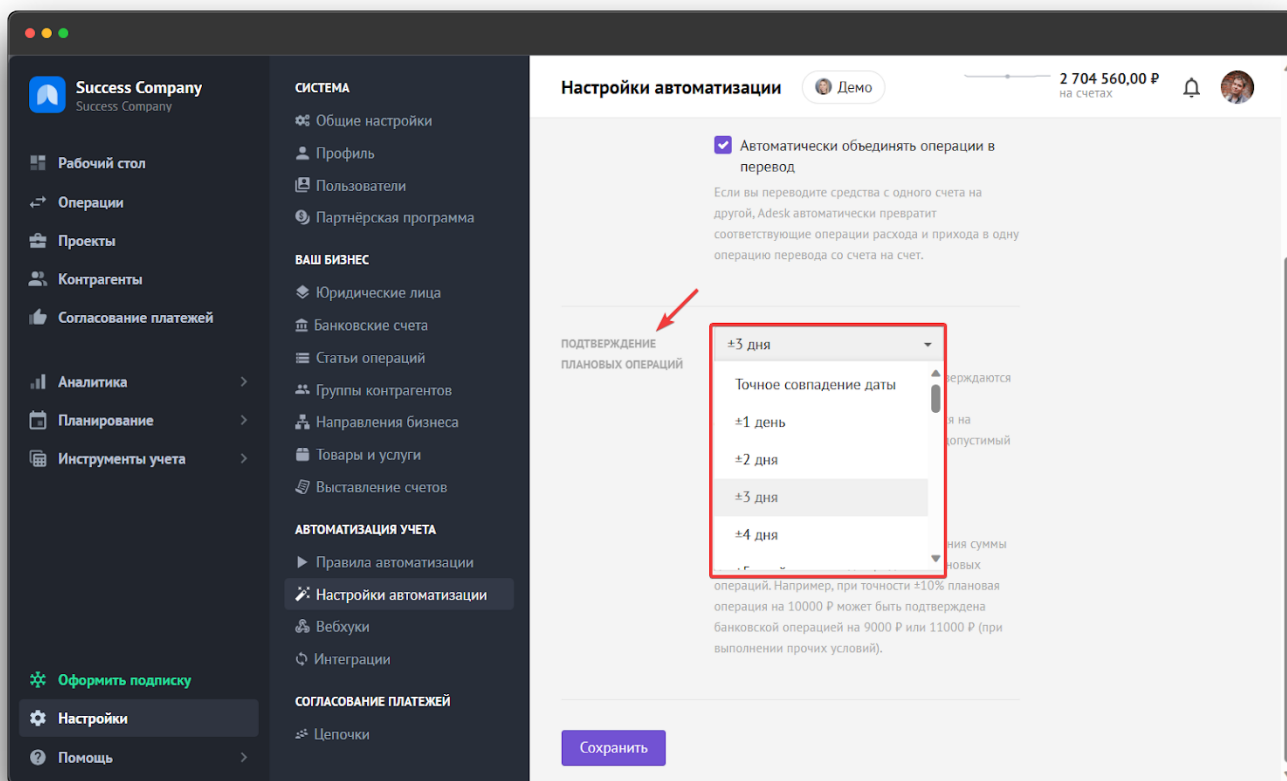 Success Company
Success Company
Рабочий стол
Операции
Проекты
Контрагенты
Согласование платежей
Аналитика
Планирование
Инструменты учета
Оформить подписку
Настройки
Помощь
СИСТЕМА
Общие настройки
Профиль
Пользователи
Партнёрская программа
ВАШ БИЗНЕС
Юридические лица
Банковские счета
Статьи операций
Группы контрагентов
Направления бизнеса
Товары и услуги
Выставление счетов
АВТОМАТИЗАЦИЯ УЧЕТА
Правила автоматизации
Настройки автоматизации
Вебхуки
Интеграции
СОГЛАСОВАНИЕ ПЛАТЕЖЕЙ
Цепочки
Настройки автоматизации
Демо
2 704 560,00 ₽
на счетах
Автоматически объединять операции в
перевод
Если вы переводите средства с одного счета на
другой, Adesk автоматически превратит
соответствующие операции расхода и прихода в одну
операцию перевода со счета на счет.
ПОДТВЕРЖДЕНИЕ
ПЛАНОВЫХ ОПЕРАЦИЙ
±3 дня
Точное совпадение даты
±1 день
±2 дня
±3 дня
±4 дня
верждаются
я на
допустимый
ния суммы
новых
операций. Например, при точности ±10% плановая
операция на 10000 ₽ может быть подтверждена
банковской операцией на 9000 ₽ или 11000 ₽ (при
выполнении прочих условий).
Сохранить